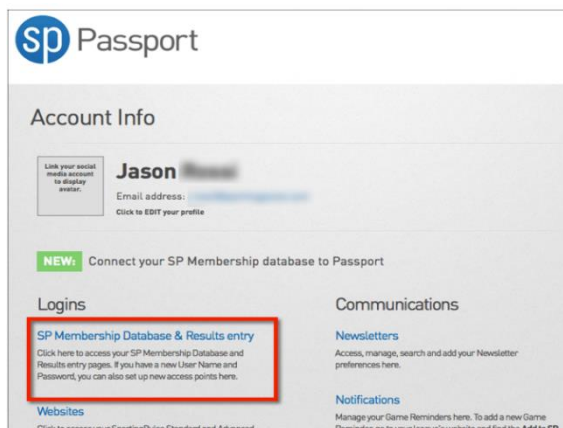 sp Passport
Account Info
Link your social
media account
to display
avatar.
Jason
Email address:
Click to EDIT your profile
NEW: Connect your SP Membership database to Passport
Logins
SP Membership Database & Results entry
Click here to access your SP Membership Database and
Results entry pages. If you have a new User Name and
Password, you can also set up new access points here.
Websites
Communications
Newsletters
Access, manage, search and add your Newsletter
preferences here.
Notifications
Manage your Game Reminders here. To add a new Game